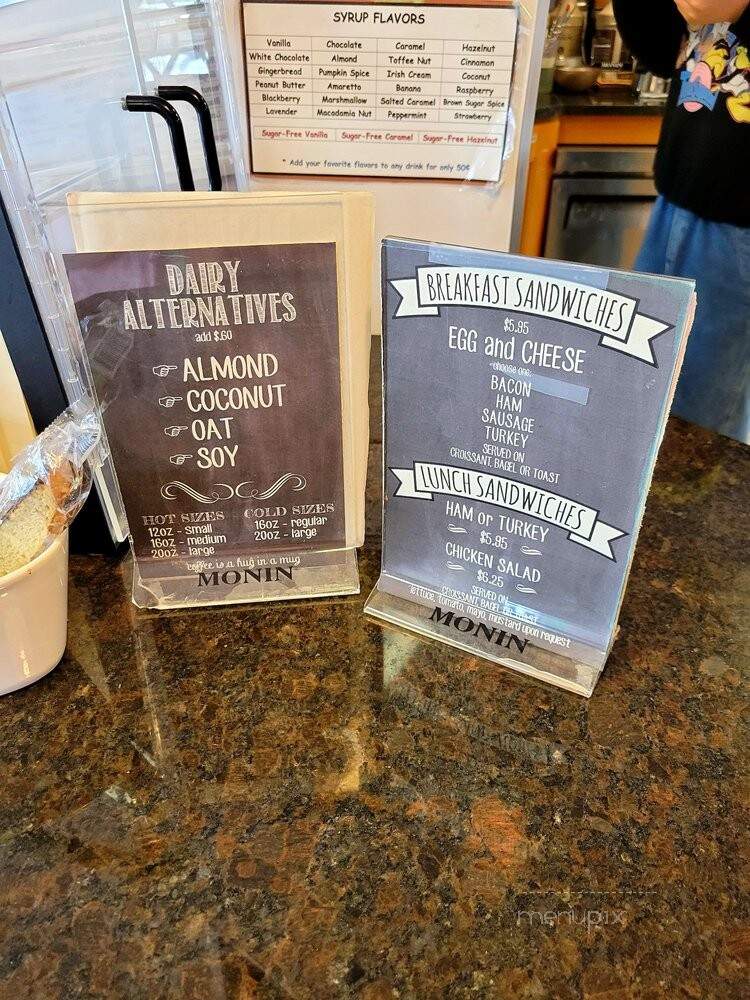 SYRUP FLAVORS
Vanilla Chocolate Caramel Hazelnut
White Chocolate Almond Toffee Nut Cinnamon
Gingerbread Pumpkin Spice Irish Cream Coconut
Peanut Butter Amaretto Banana Raspberry
Blackberry Marshmallow Salted Caramel Brown Sugar Spice
Lavender Macadamia Nut Peppermint Strawberry
Sugar-Free Vanilla Sugar-Free Caramel Sugar-Free Hazelnut
* Add your favorite flavors to any drink for only 50¢
DAIRY
ALTERNATIVES
add $.60
ALMOND
COCONUT
OAT
SOY
HOT SIZES
12oz - small
16oz - medium
20oz - large
COLD SIZES
16oz - regular
20oz - large
coffee is a hug in a mug
MONIN
BREAKFAST SANDWICHES
$5.95
EGG and CHEESE
-choose one:
BACON
HAM
SAUSAGE
TURKEY
SERVED ON
CROISSANT, BAGEL OR TOAST
LUNCH SANDWICHES
HAM or TURKEY
$5.95
CHICKEN SALAD
$6.25
SERVED ON
CROISSANT, BAGEL OR TOAST
lettuce, tomato, mayo, mustard upon request
MONIN
menupix